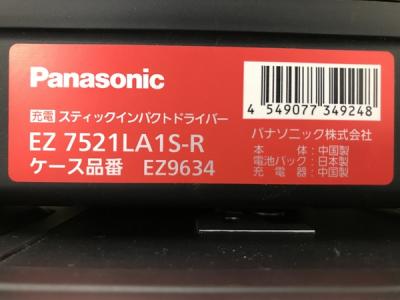 Panasonic
充電 スティックインパクトドライバー
EZ 7521LA1S-R
ケース品番 EZ9634
4 549077 349248
パナソニック株式会社
本体:中国製
電池パック:日本製
充電器:中国製